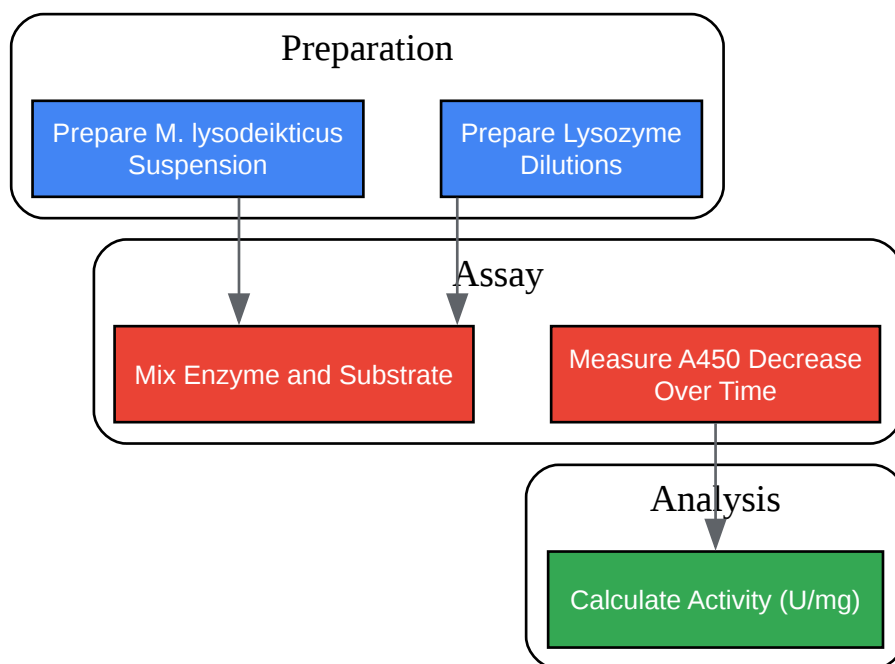 Preparation
Prepare M. lysodeikticus
Suspension
Prepare Lysozyme
Dilutions
Assay
Mix Enzyme and Substrate
Measure A450 Decrease
Over Time
Analysis
Calculate Activity (U/mg)